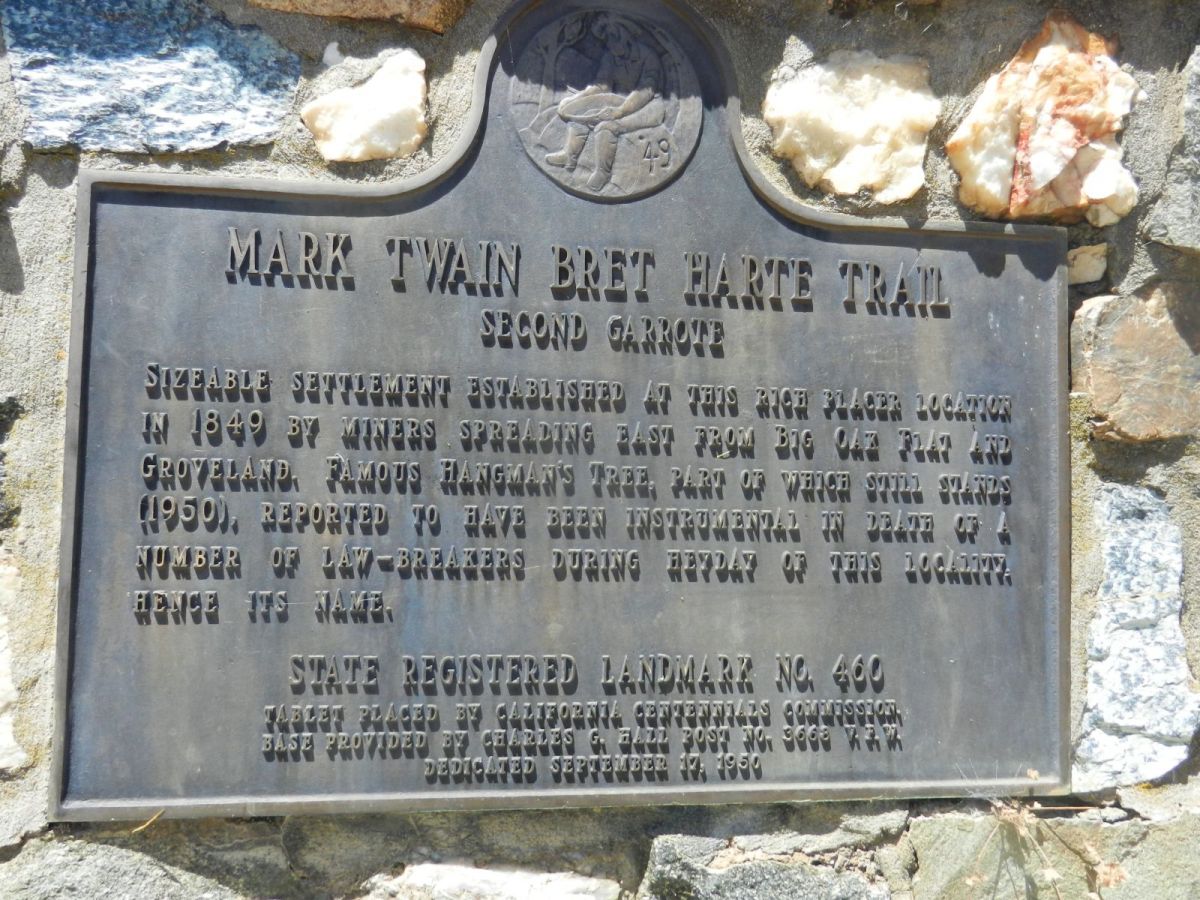 '49
MARK TWAIN BRET HARTE TRAIL
SECOND GARROTE
SIZEABLE SETTLEMENT ESTABLISHED AT THIS RICH PLACER LOCATION
IN 1849 BY MINERS SPREADING EAST FROM BIG OAK FLAT AND
GROVELAND. FAMOUS HANGMAN'S TREE, PART OF WHICH STILL STANDS
(1950), REPORTED TO HAVE BEEN INSTRUMENTAL IN DEATH OF A
NUMBER OF LAW-BREAKERS DURING HEYDAY OF THIS LOCALITY,
HENCE ITS NAME.
STATE REGISTERED LANDMARK NO. 460
TABLET PLACED BY CALIFORNIA CENTENNIALS COMMISSION.
BASE PROVIDED BY CHARLES G. HALL POST NO. 3668 V.F.W.
DEDICATED SEPTEMBER 17, 1950